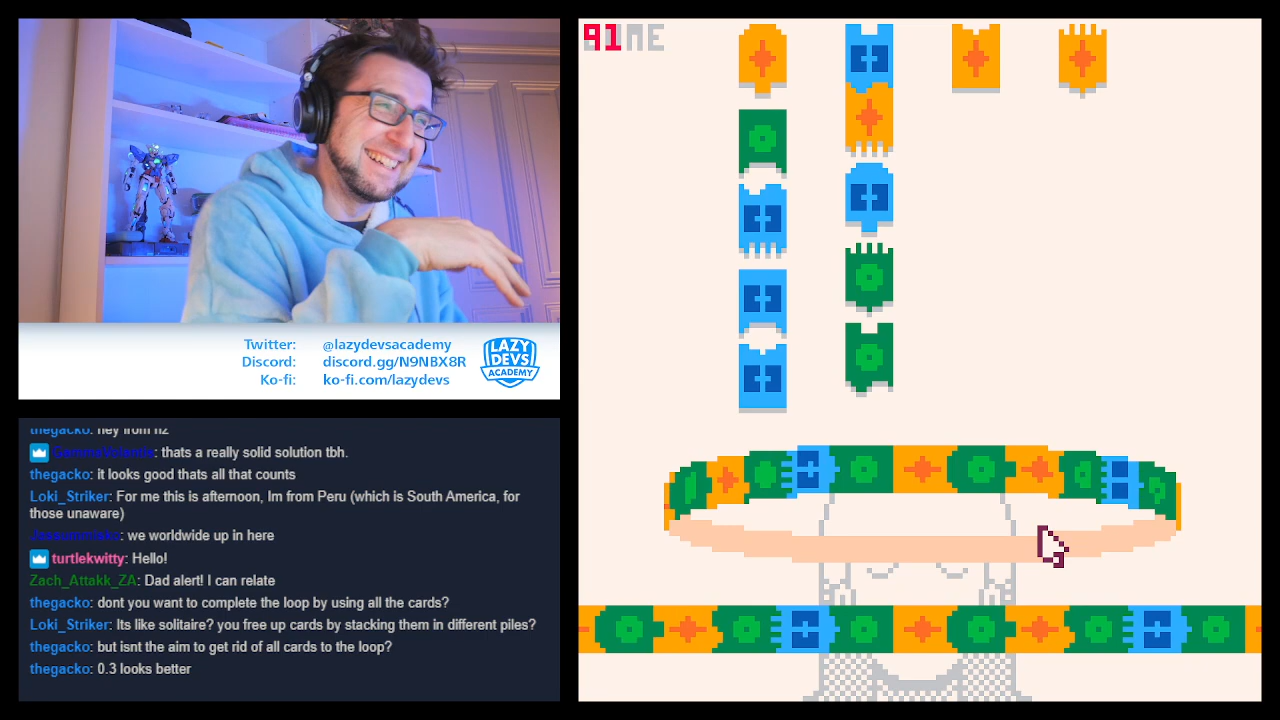 91 ME
Twitter: @lazydevsacademy
Discord: discord.gg/N9NBX8R
Ko-fi: ko-fi.com/lazydevs
LAZY
DEVS
ACADEMY
thegacko: hey from nz
thats a really solid solution tbh.
thegacko: it looks good thats all that counts
Loki_Striker: For me this is afternoon, Im from Peru (which is South America, for
those unaware)
: we worldwide up in here
turtlekwitty: Hello!
Zach_Attakk_ZA: Dad alert! I can relate
thegacko: dont you want to complete the loop by using all the cards?
Loki_Striker: Its like solitaire? you free up cards by stacking them in different piles?
thegacko: but isnt the aim to get rid of all cards to the loop?
thegacko: 0.3 looks better